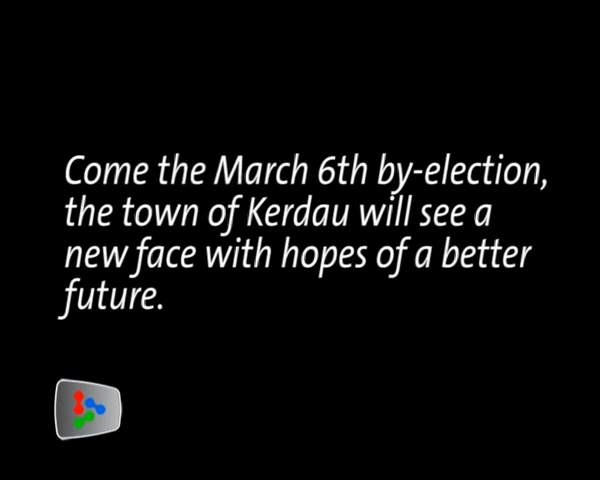 Come the March 6th by-election,
the town of Kerdau will see a
new face with hopes of a better
future.